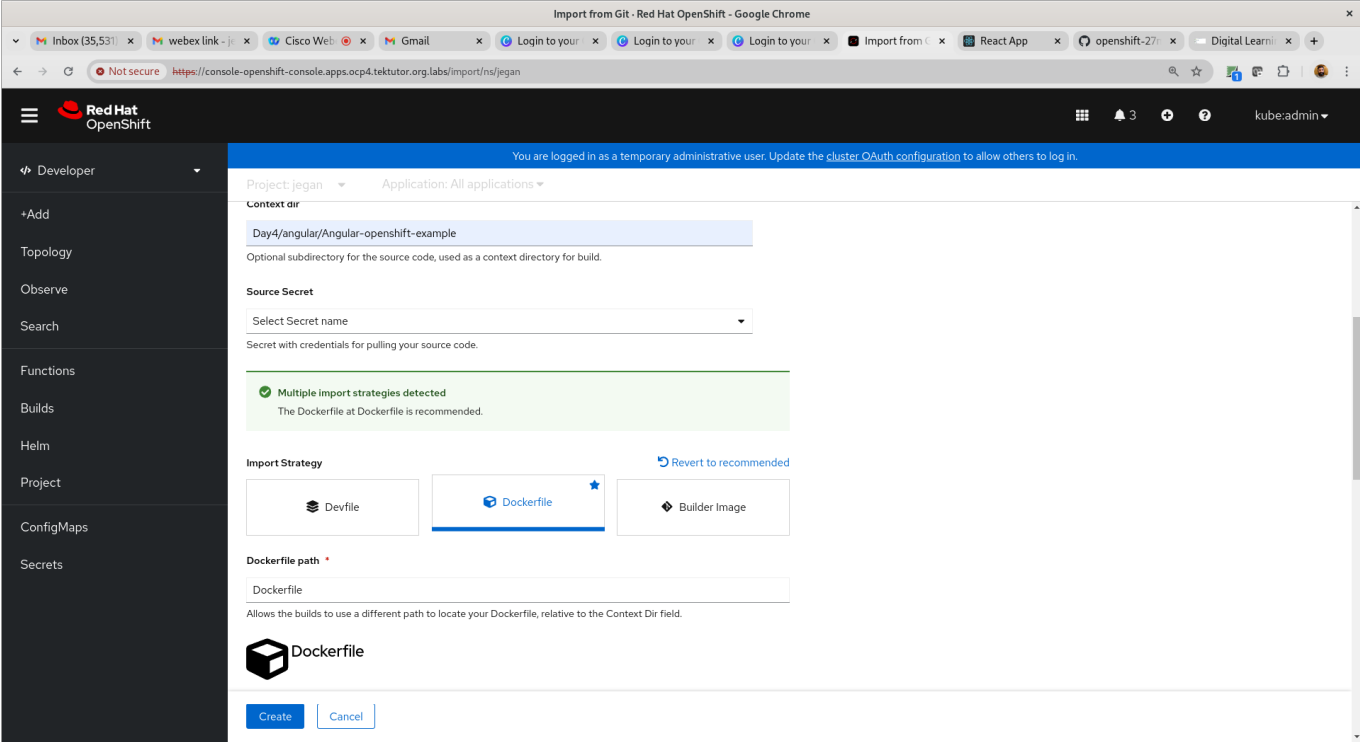 Import from Git · Red Hat OpenShift - Google Chrome
Inbox (35,531) webex link - je Cisco Web Gmail Login to your Login to your Login to your Import from G React App openshift-27 Digital Learni
Not secure https://console-openshift-console.apps.ocp4.tektutor.org.labs/import/ns/jegan 1
Red Hat
OpenShift
3
kube:admin
Developer
You are logged in as a temporary administrative user. Update the cluster OAuth configuration to allow others to log in.
Project: jegan Application: All applications
+Add
Topology
Observe
Search
Functions
Builds
Helm
Project
ConfigMaps
Secrets
Context dir
Day4/angular/Angular-openshift-example
Optional subdirectory for the source code, used as a context directory for build.
Source Secret
Select Secret name
Secret with credentials for pulling your source code.
Multiple import strategies detected
The Dockerfile at Dockerfile is recommended.
Import Strategy Revert to recommended
Devfile Dockerfile Builder Image
Dockerfile path *
Dockerfile
Allows the builds to use a different path to locate your Dockerfile, relative to the Context Dir field.
Dockerfile
Create Cancel